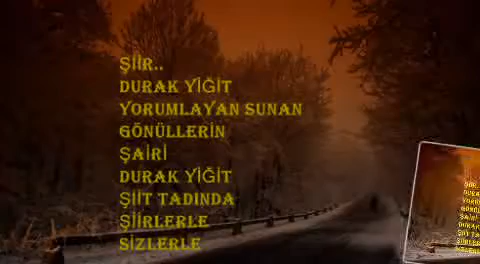 ŞİİR..
DURAK YİĞİT
YORUMLAYAN SUNAN
GÖNÜLLERİN
ŞAİRİ
DURAK YİĞİT
ŞİİT TADINDA
ŞİİRLERLE
SİZLERLE